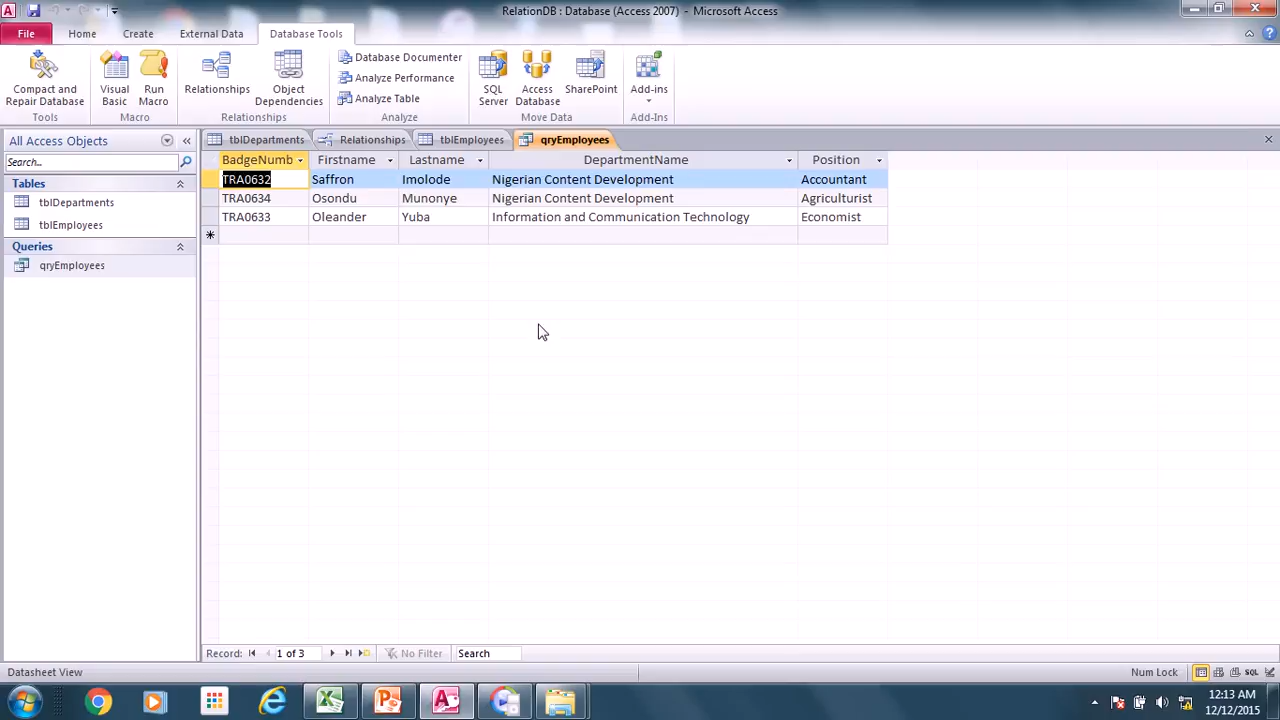 RelationDB : Database (Access 2007) - Microsoft Access
File Home Create External Data Database Tools
Compact and Repair Database
Visual Basic
Run Macro
Relationships
Object Dependencies
Database Documenter
Analyze Performance
Analyze Table
SQL Server
Access Database
SharePoint
Add-ins
Tools Macro Relationships Analyze Move Data Add-Ins
All Access Objects
Search...
Tables
tblDepartments
tblEmployees
Queries
qryEmployees
tblDepartments Relationships tblEmployees qryEmployees
BadgeNumb Firstname Lastname DepartmentName Position
TRA0632 Saffron Imolode Nigerian Content Development Accountant
TRA0634 Osondu Munonye Nigerian Content Development Agriculturist
TRA0633 Oleander Yuba Information and Communication Technology Economist
Record: 1 of 3 No Filter Search
Datasheet View Num Lock SQL
12:13 AM
12/12/2015